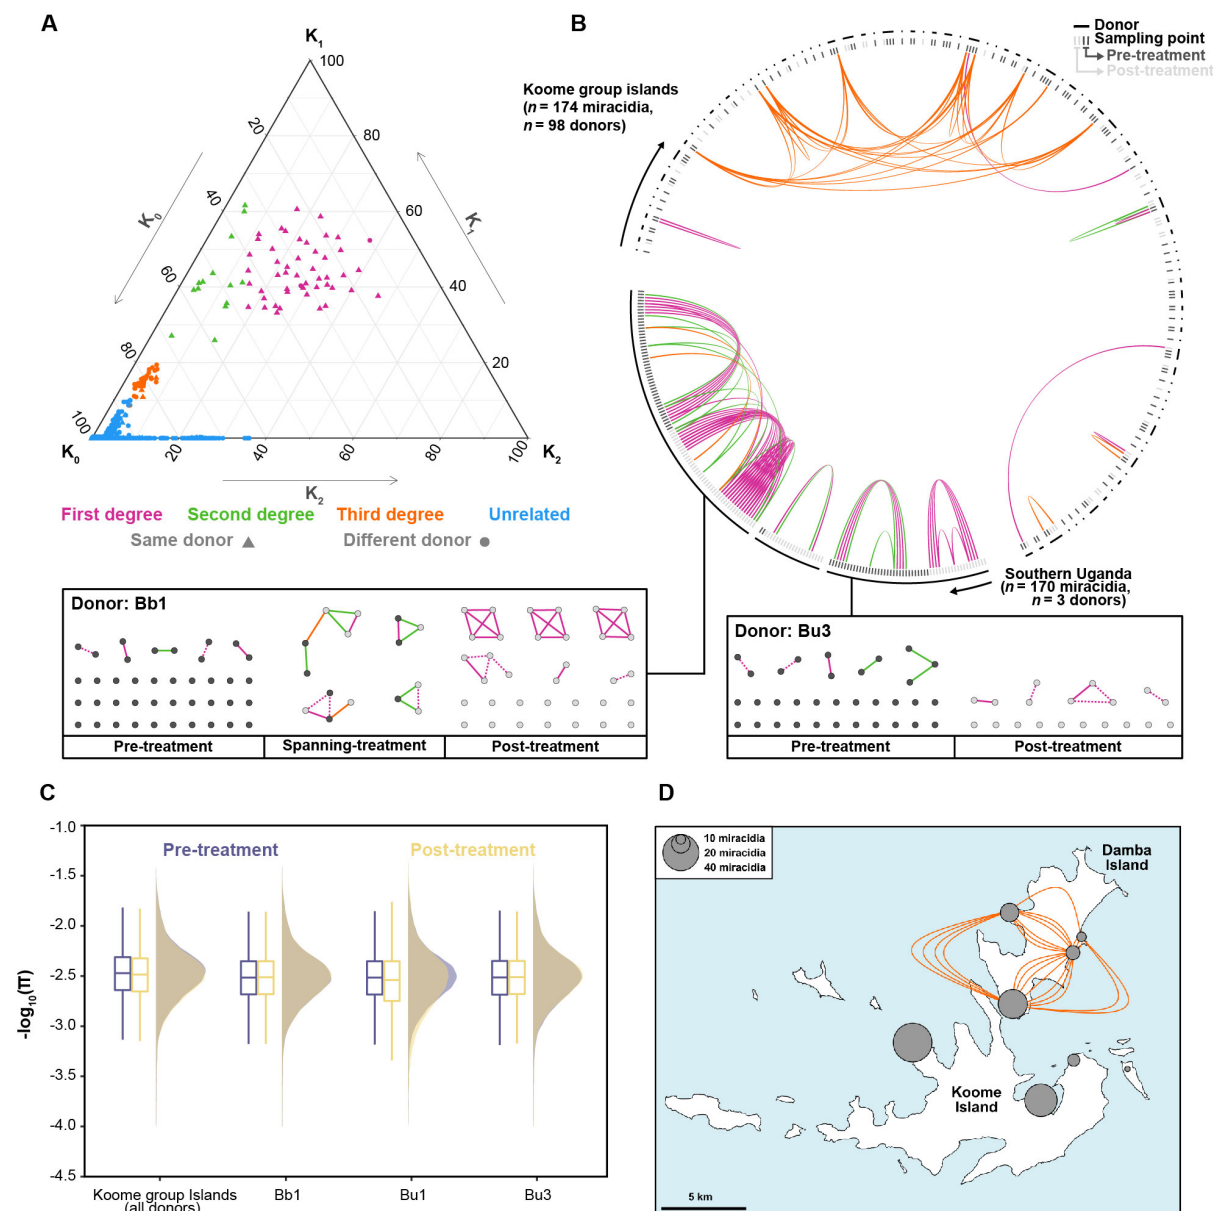 A
K1
100
20
80
40
60
K0
K1
60
40
80
20
100
K0
20
40
60
80
100
K2
K2
First degree
Second degree
Third degree
Unrelated
Same donor
Different donor
B
Donor
Sampling point
Pre-treatment
Post-treatment
Koome group islands
(n = 174 miracidia,
n = 98 donors)
Southern Uganda
(n = 170 miracidia,
n = 3 donors)
Donor: Bb1
Pre-treatment
Spanning-treatment
Post-treatment
Donor: Bu3
Pre-treatment
Post-treatment
C
-1.0
-1.5
-2.0
-2.5
-3.0
-3.5
-4.0
-4.5
-log10(π)
Pre-treatment
Post-treatment
Koome group Islands
(all donors)
Bb1
Bu1
Bu3
D
10 miracidia
20 miracidia
40 miracidia
Damba
Island
Koome
Island
5 km